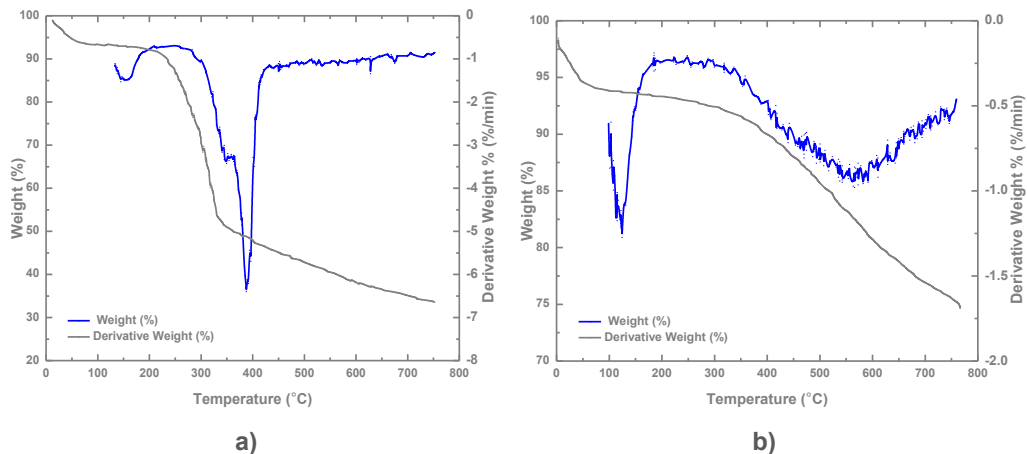 100
90
80
70
60
50
40
30
20
Weight (%)
0
-1
-2
-3
-4
-5
-6
-7
-8
Derivative Weight % (%/min)
Weight (%)
Derivative Weight (%)
0 100 200 300 400 500 600 700 800
Temperature (°C)
a)
100
95
90
85
80
75
70
Weight (%)
0.0
-0.5
-1.0
-1.5
-2.0
Derivative Weight % (%/min)
Weight (%)
Derivative Weight (%)
0 100 200 300 400 500 600 700 800
Temperature (°C)
b)